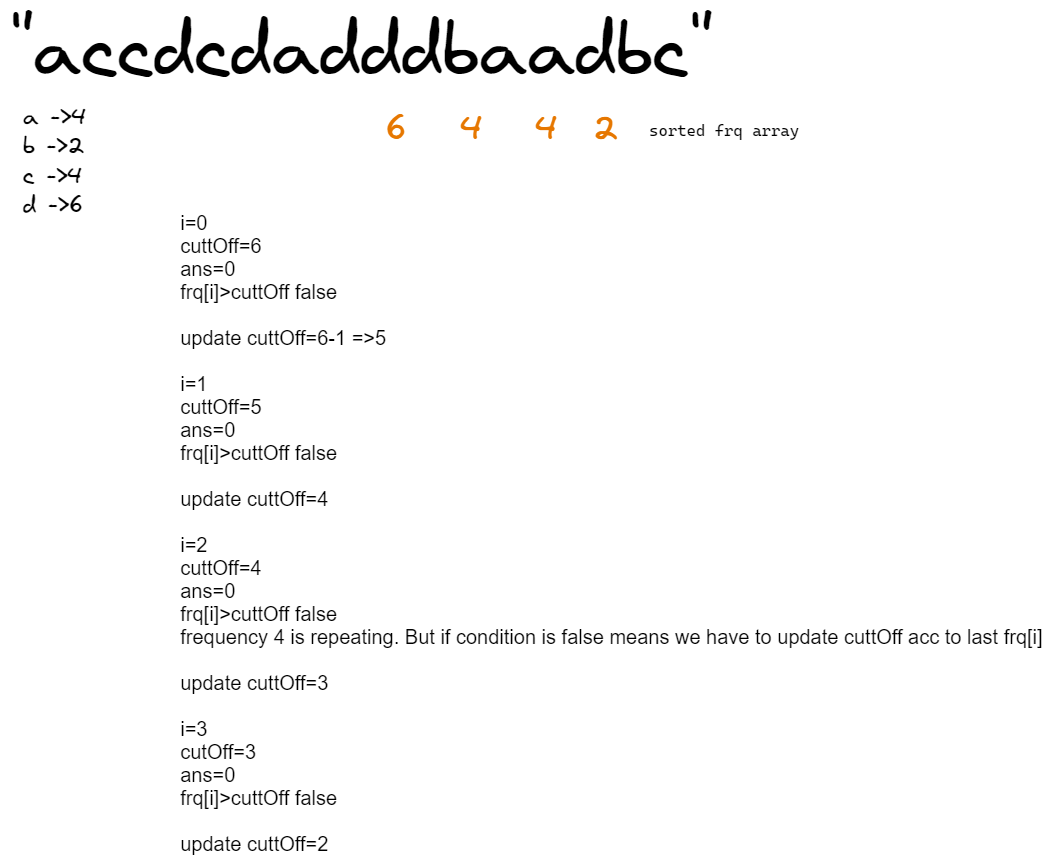 "accdcdadddbaadbc"
a ->4
b ->2
c ->4
d ->6
6 4 4 2 sorted frq array
i=0
cuttOff=6
ans=0
frq[i]>cuttOff false
update cuttOff=6-1 =>5
i=1
cuttOff=5
ans=0
frq[i]>cuttOff false
update cuttOff=4
i=2
cuttOff=4
ans=0
frq[i]>cuttOff false
frequency 4 is repeating. But if condition is false means we have to update cuttOff acc to last frq[i]
update cuttOff=3
i=3
cutOff=3
ans=0
frq[i]>cuttOff false
update cuttOff=2